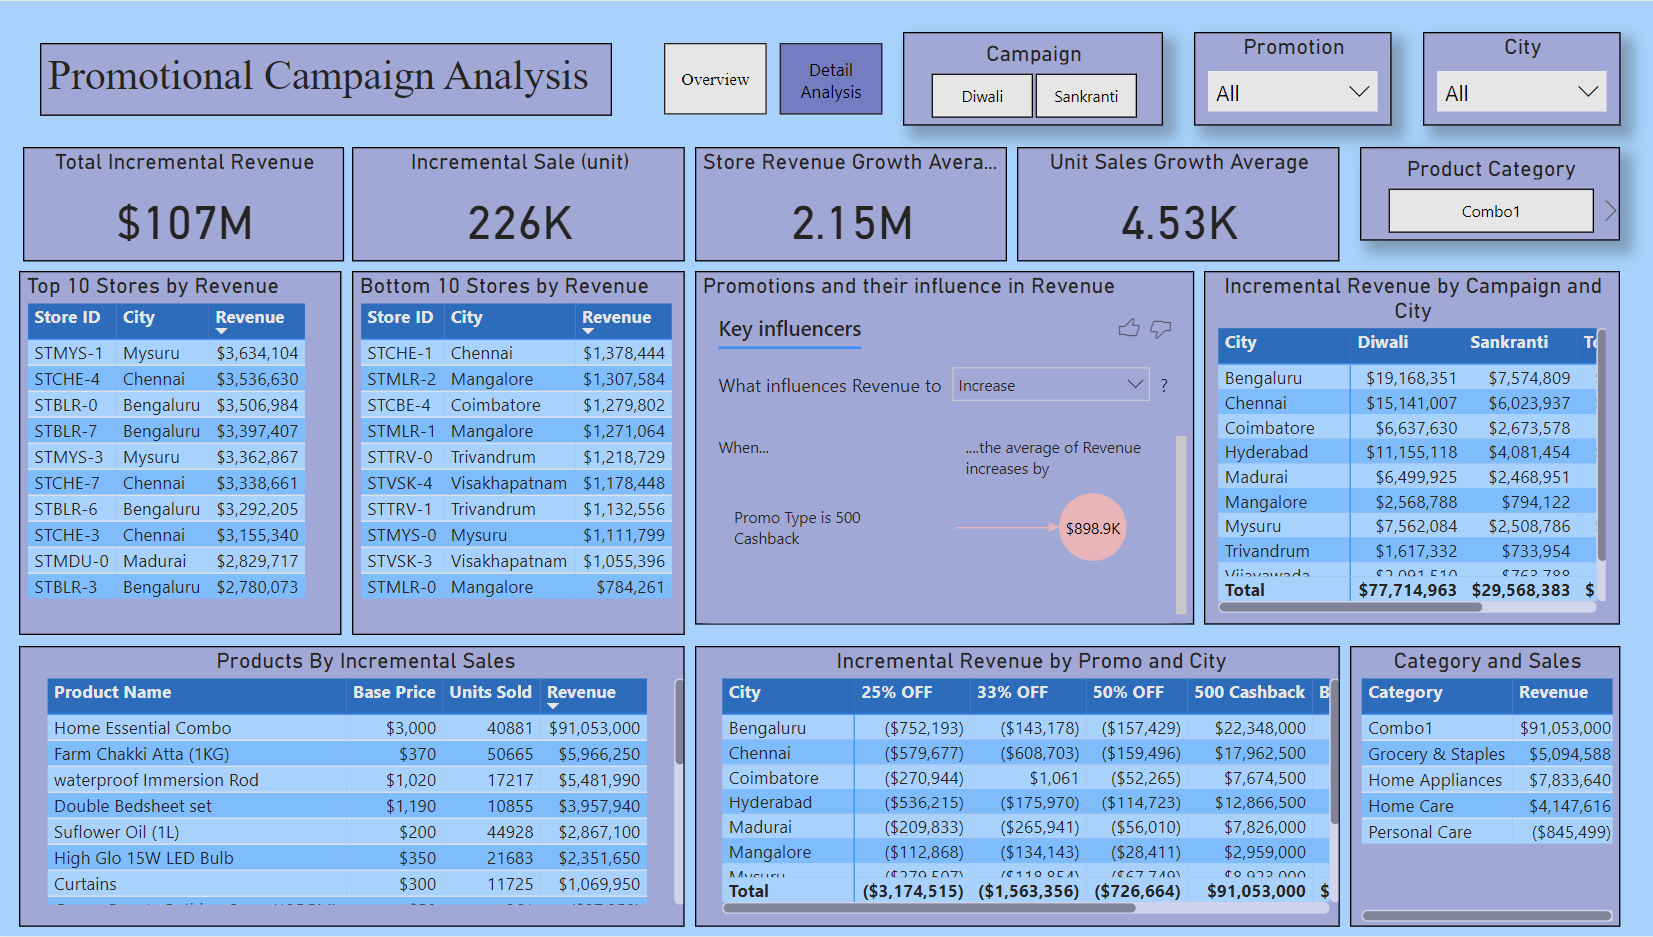 Promotional Campaign Analysis
Overview
Detail
Analysis
Campaign
Diwali Sankranti
Promotion
All
City
All
Total Incremental Revenue
$107M
Incremental Sale (unit)
226K
Store Revenue Growth Avera...
2.15M
Unit Sales Growth Average
4.53K
Product Category
Combo1
Top 10 Stores by Revenue
Store ID City Revenue
STMYS-1 Mysuru $3,634,104
STCHE-4 Chennai $3,536,630
STBLR-0 Bengaluru $3,506,984
STBLR-7 Bengaluru $3,397,407
STMYS-3 Mysuru $3,362,867
STCHE-7 Chennai $3,338,661
STBLR-6 Bengaluru $3,292,205
STCHE-3 Chennai $3,155,340
STMDU-0 Madurai $2,829,717
STBLR-3 Bengaluru $2,780,073
Bottom 10 Stores by Revenue
Store ID City Revenue
STCHE-1 Chennai $1,378,444
STMLR-2 Mangalore $1,307,584
STCBE-4 Coimbatore $1,279,802
STMLR-1 Mangalore $1,271,064
STTRV-0 Trivandrum $1,218,729
STVSK-4 Visakhapatnam $1,178,448
STTRV-1 Trivandrum $1,132,556
STMYS-0 Mysuru $1,111,799
STVSK-3 Visakhapatnam $1,055,396
STMLR-0 Mangalore $784,261
Promotions and their influence in Revenue
Key influencers
What influences Revenue to Increase ?
When...
....the average of Revenue
increases by
Promo Type is 500
Cashback
$898.9K
Incremental Revenue by Campaign and
City
City Diwali Sankranti
Bengaluru $19,168,351 $7,574,809
Chennai $15,141,007 $6,023,937
Coimbatore $6,637,630 $2,673,578
Hyderabad $11,155,118 $4,081,454
Madurai $6,499,925 $2,468,951
Mangalore $2,568,788 $794,122
Mysuru $7,562,084 $2,508,786
Trivandrum $1,617,332 $733,954
Vijayawada $2,091,510 $763,788
Total $77,714,963 $29,568,383 $
Products By Incremental Sales
Product Name Base Price Units Sold Revenue
Home Essential Combo $3,000 40881 $91,053,000
Farm Chakki Atta (1KG) $370 50665 $5,966,250
waterproof Immersion Rod $1,020 17217 $5,481,990
Double Bedsheet set $1,190 10855 $3,957,940
Suflower Oil (1L) $200 44928 $2,867,100
High Glo 15W LED Bulb $350 21683 $2,351,650
Curtains $300 11725 $1,069,950
Incremental Revenue by Promo and City
City 25% OFF 33% OFF 50% OFF 500 Cashback B
Bengaluru ($752,193) ($143,178) ($157,429) $22,348,000
Chennai ($579,677) ($608,703) ($159,496) $17,962,500
Coimbatore ($270,944) $1,061 ($52,265) $7,674,500
Hyderabad ($536,215) ($175,970) ($114,723) $12,866,500
Madurai ($209,833) ($265,941) ($56,010) $7,826,000
Mangalore ($112,868) ($134,143) ($28,411) $2,959,000
Mysuru ($279,507) ($118,854) ($67,749) $8,923,000
Total ($3,174,515) ($1,563,356) ($726,664) $91,053,000 $
Category and Sales
Category Revenue
Combo1 $91,053,000
Grocery & Staples $5,094,588
Home Appliances $7,833,640
Home Care $4,147,616
Personal Care ($845,499)